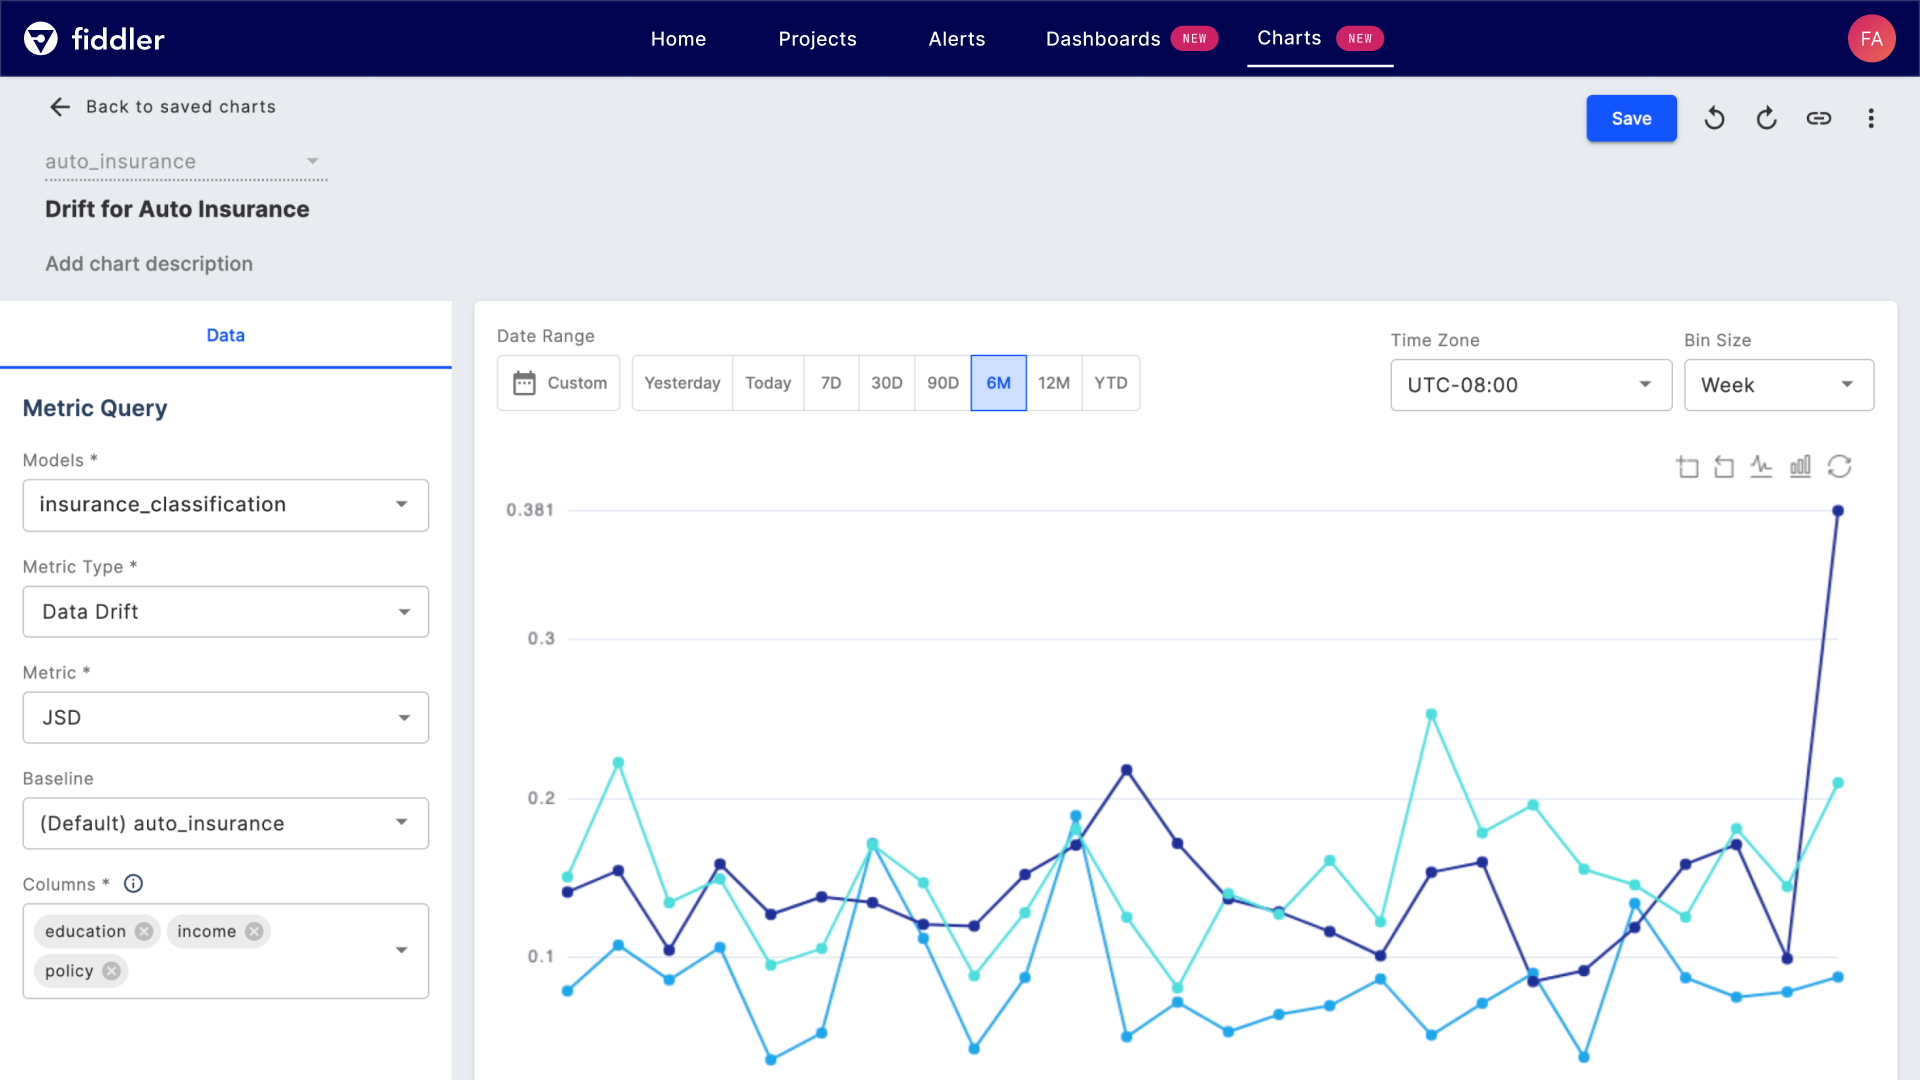 fiddler
Home Projects Alerts Dashboards NEW Charts NEW FA
Back to saved charts
Save
auto_insurance
Drift for Auto Insurance
Add chart description
Data
Metric Query
Models *
insurance_classification
Metric Type *
Data Drift
Metric *
JSD
Baseline
(Default) auto_insurance
Columns *
education income
policy
Date Range
Custom Yesterday Today 7D 30D 90D 6M 12M YTD
Time Zone
UTC-08:00
Bin Size
Week
0.381
0.3
0.2
0.1